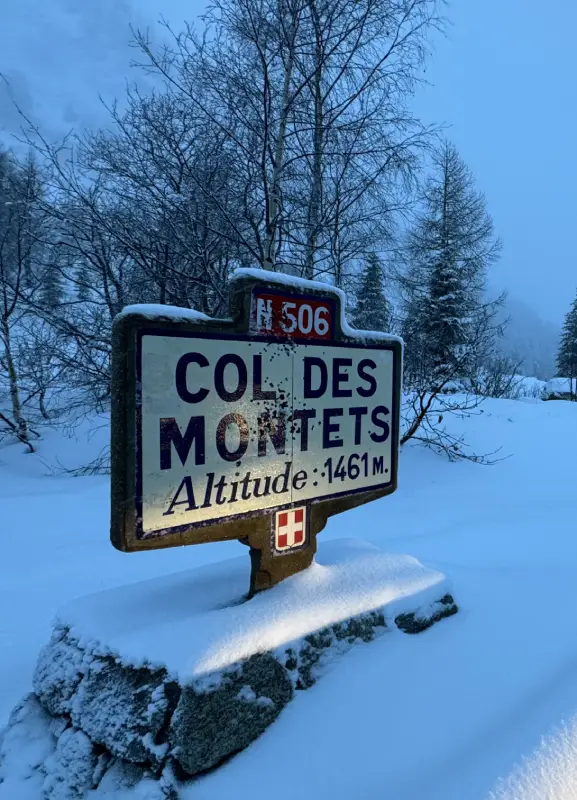 N 506
COL DES
MONTETS
Altitude : 1461 M.